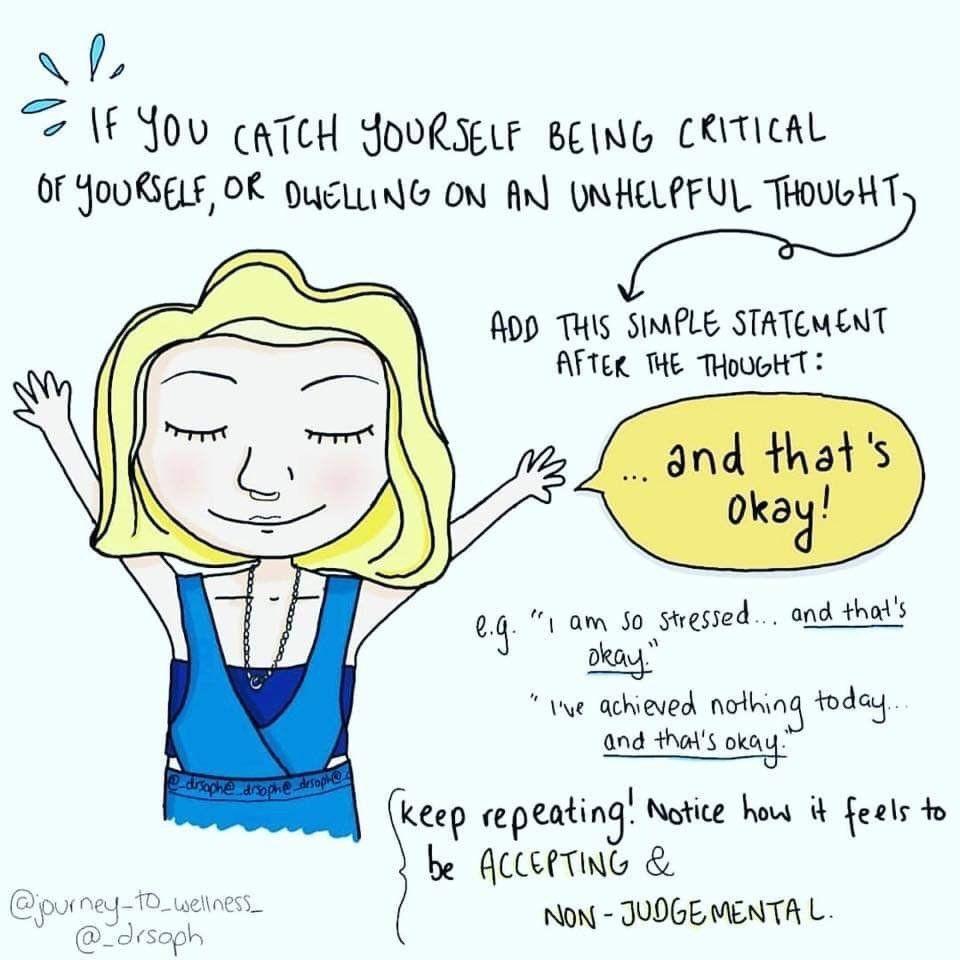 IF YOU CATCH YOURSELF BEING CRITICAL
OF YOURSELF, OR DWELLING ON AN UNHELPFUL THOUGHT,
ADD THIS SIMPLE STATEMENT
AFTER THE THOUGHT:
... and that's
okay!
e.g. "I am so stressed... and that's
okay."
"I've achieved nothing today...
and that's okay."
keep repeating! Notice how it feels to
be ACCEPTING &
NON-JUDGEMENTAL.
@_drsoph@_drsoph@_drsoph@
@journey_to_wellness_
@_drsoph